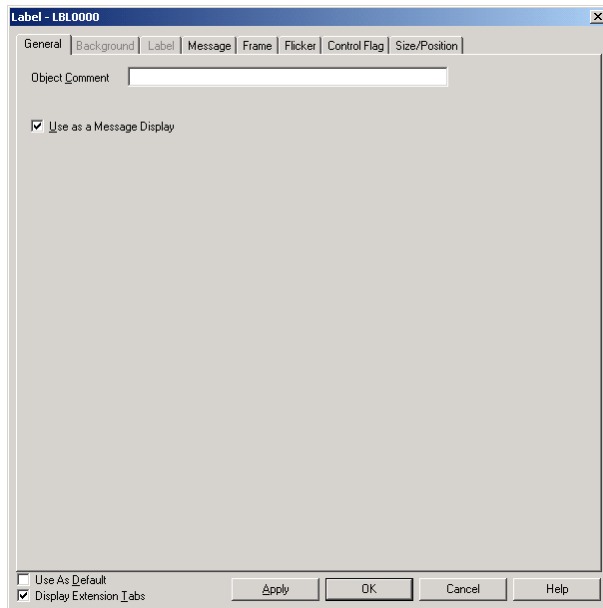 Label - LBL0000
General Background Label Message Frame Flicker Control Flag Size/Position
Object Comment
Use as a Message Display
Use As Default
Display Extension Tabs
Apply OK Cancel Help